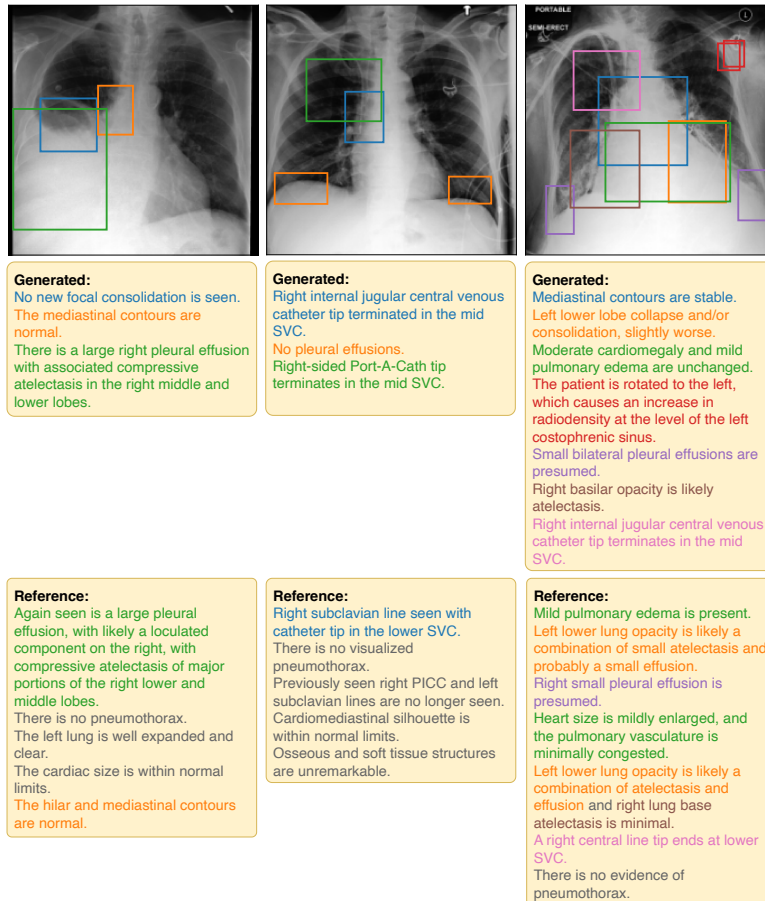 PORTABLE
SEMI-ERECT
Generated:
No new focal consolidation is seen.
The mediastinal contours are
normal.
There is a large right pleural effusion
with associated compressive
atelectasis in the right middle and
lower lobes.
Generated:
Right internal jugular central venous
catheter tip terminated in the mid
SVC.
No pleural effusions.
Right-sided Port-A-Cath tip
terminates in the mid SVC.
Generated:
Mediastinal contours are stable.
Left lower lobe collapse and/or
consolidation, slightly worse.
Moderate cardiomegaly and mild
pulmonary edema are unchanged.
The patient is rotated to the left,
which causes an increase in
radiodensity at the level of the left
costophrenic sinus.
Small bilateral pleural effusions are
presumed.
Right basilar opacity is likely
atelectasis.
Right internal jugular central venous
catheter tip terminates in the mid
SVC.
Reference:
Again seen is a large pleural
effusion, with likely a loculated
component on the right, with
compressive atelectasis of major
portions of the right lower and
middle lobes.
There is no pneumothorax.
The left lung is well expanded and
clear.
The cardiac size is within normal
limits.
The hilar and mediastinal contours
are normal.
Reference:
Right subclavian line seen with
catheter tip in the lower SVC.
There is no visualized
pneumothorax.
Previously seen right PICC and left
subclavian lines are no longer seen.
Cardiomediastinal silhouette is
within normal limits.
Osseous and soft tissue structures
are unremarkable.
Reference:
Mild pulmonary edema is present.
Left lower lung opacity is likely a
combination of small atelectasis and
probably a small effusion.
Right small pleural effusion is
presumed.
Heart size is mildly enlarged, and
the pulmonary vasculature is
minimally congested.
Left lower lung opacity is likely a
combination of atelectasis and
effusion and right lung base
atelectasis is minimal.
A right central line tip ends at lower
SVC.
There is no evidence of
pneumothorax.